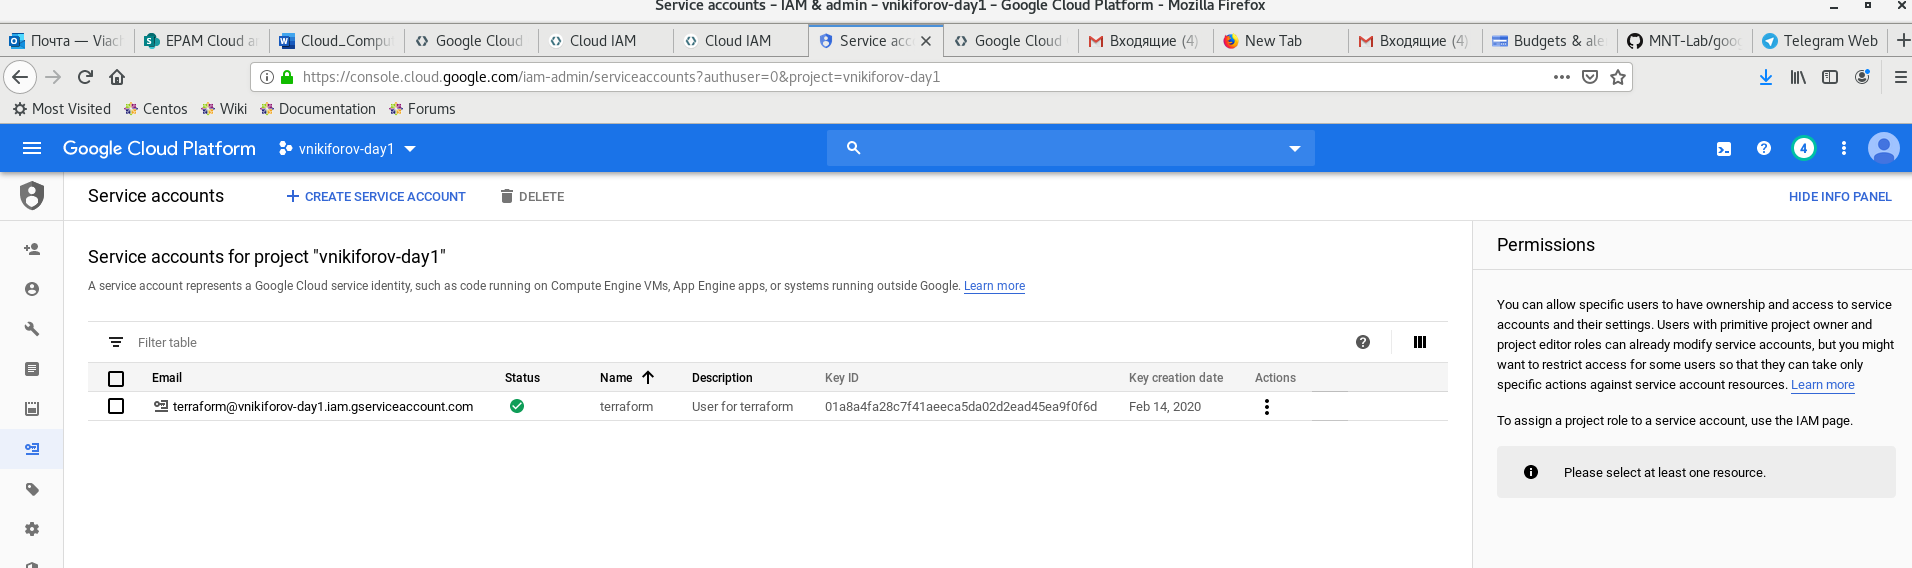 Service accounts – IAM & admin – vnikiforov-day1 – Google Cloud Platform - Mozilla Firefox
Почта — Viach
EPAM Cloud a
Cloud_Compu
Google Cloud
Cloud IAM
Cloud IAM
Service acc
Google Cloud
Входящие (4)
New Tab
Входящие (4)
Budgets & ale
MNT-Lab/goog
Telegram Web
https://console.cloud.google.com/iam-admin/serviceaccounts?authuser=0&project=vnikiforov-day1
Most Visited Centos Wiki Documentation Forums
Google Cloud Platform vnikiforov-day1 4
Service accounts CREATE SERVICE ACCOUNT DELETE HIDE INFO PANEL
Service accounts for project "vnikiforov-day1"
A service account represents a Google Cloud service identity, such as code running on Compute Engine VMs, App Engine apps, or systems running outside Google. Learn more
Filter table
Email Status Name Description Key ID Key creation date Actions
terraform@vnikiforov-day1.iam.gserviceaccount.com terraform User for terraform 01a8a4fa28c7f41aeeca5da02d2ead45ea9f0f6d Feb 14, 2020
Permissions
You can allow specific users to have ownership and access to service
accounts and their settings. Users with primitive project owner and
project editor roles can already modify service accounts, but you might
want to restrict access for some users so that they can take only
specific actions against service account resources. Learn more
To assign a project role to a service account, use the IAM page.
Please select at least one resource.